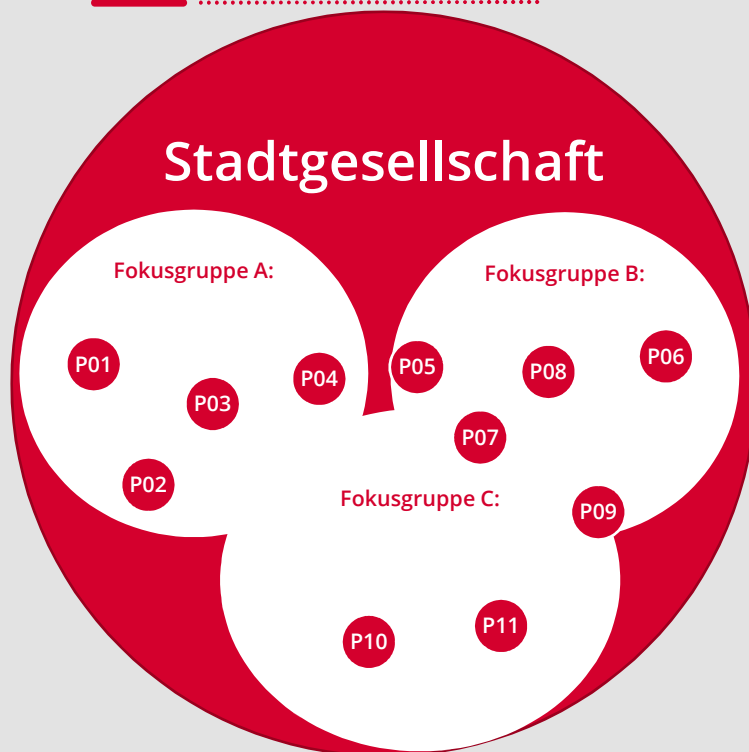 Stadtgesellschaft
Fokusgruppe A:
Fokusgruppe B:
P01
P04
P05
P08
P06
P03
P07
P02
Fokusgruppe C:
P09
P10
P11